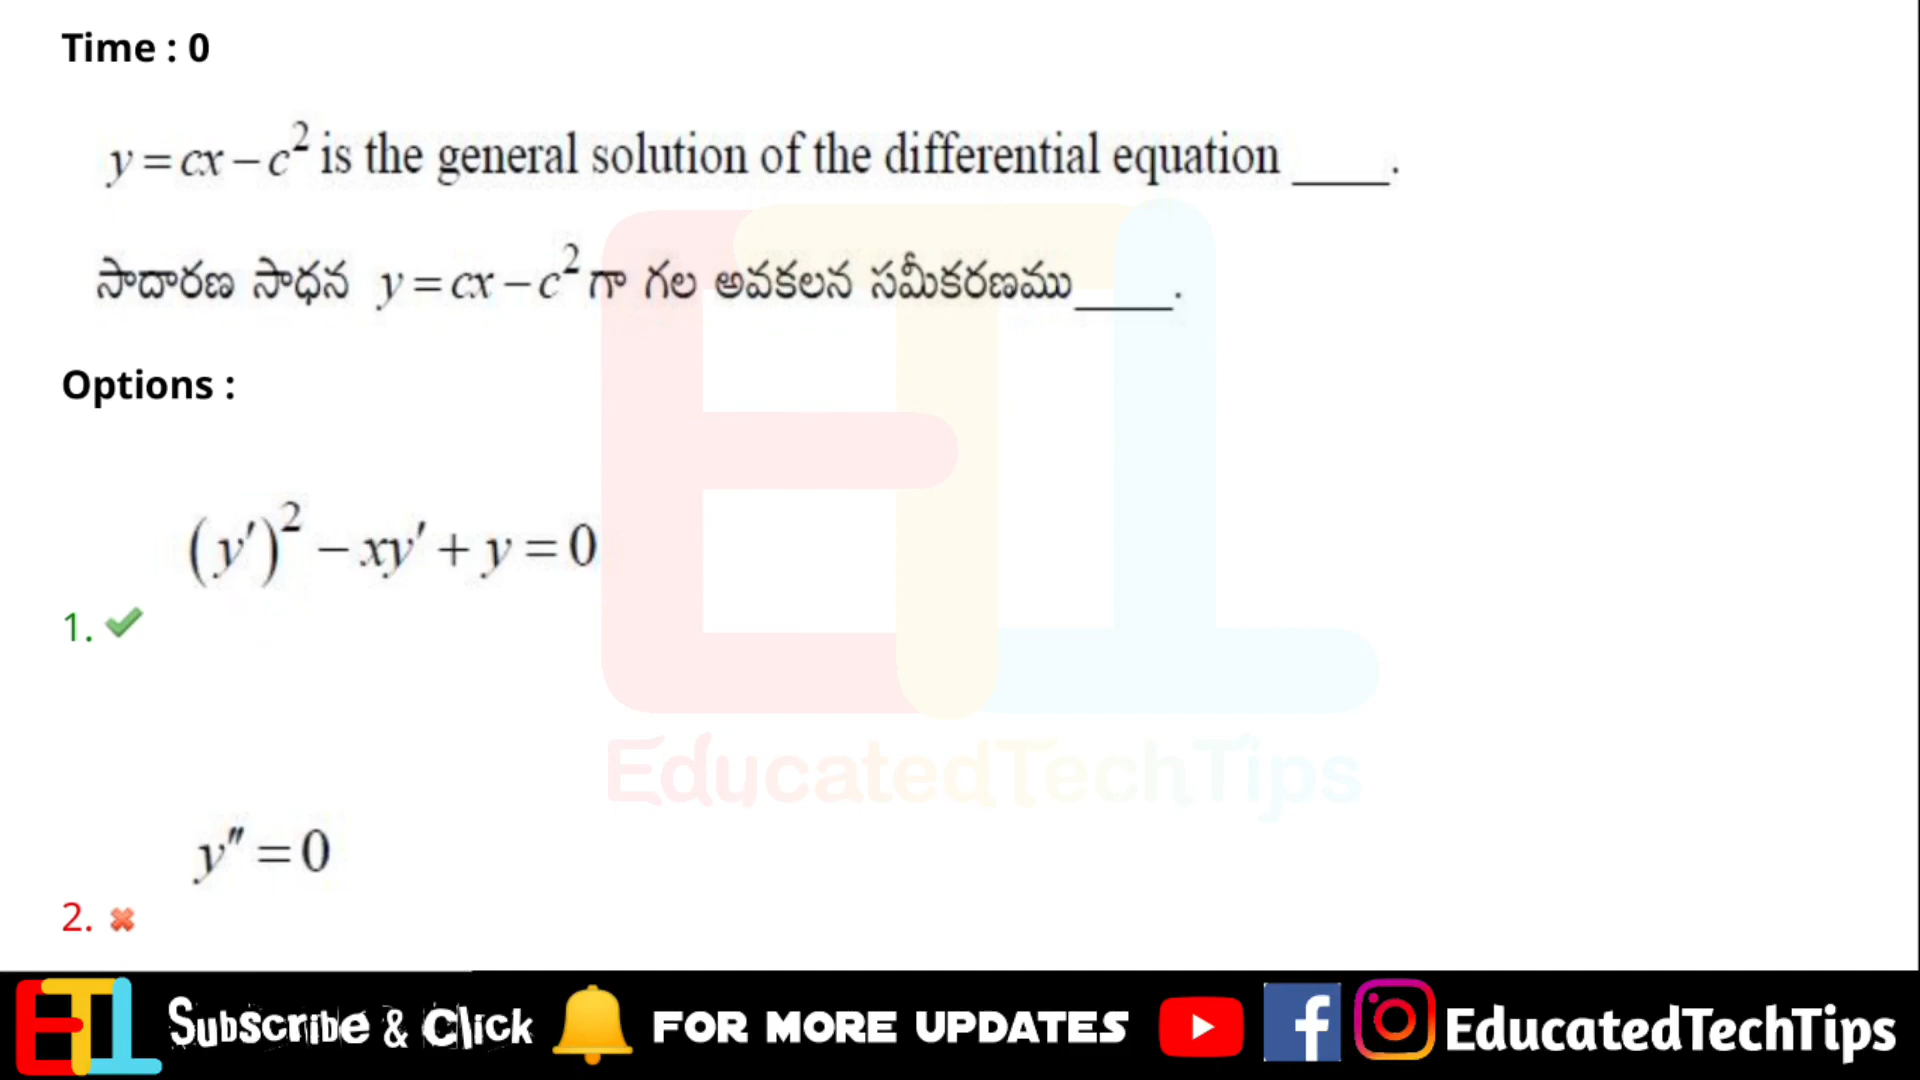 Time : 0
y = cx − c² is the general solution of the differential equation ____.
సాదారణ సాధన y = cx − c² గా గల అవకలన సమీకరణము____.
Options :
(y′)² − xy′ + y = 0
1. ✔
EducatedTechTips
y″ = 0
2. ✖
Subscribe & Click FOR MORE UPDATES EducatedTechTips